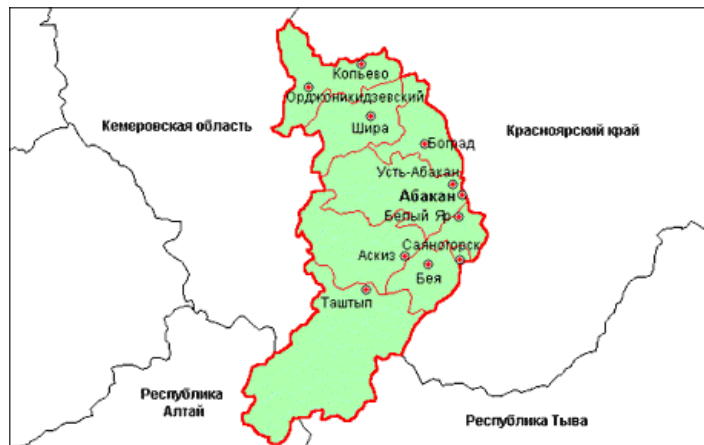 Копьево
Орджоникидзевский
Шира
Кемеровская область
Красноярский край
Боград
Усть-Абакан
Абакан
Белый Яр
Саяногорск
Аскиз
Бея
Таштып
Республика
Алтай
Республика Тыва